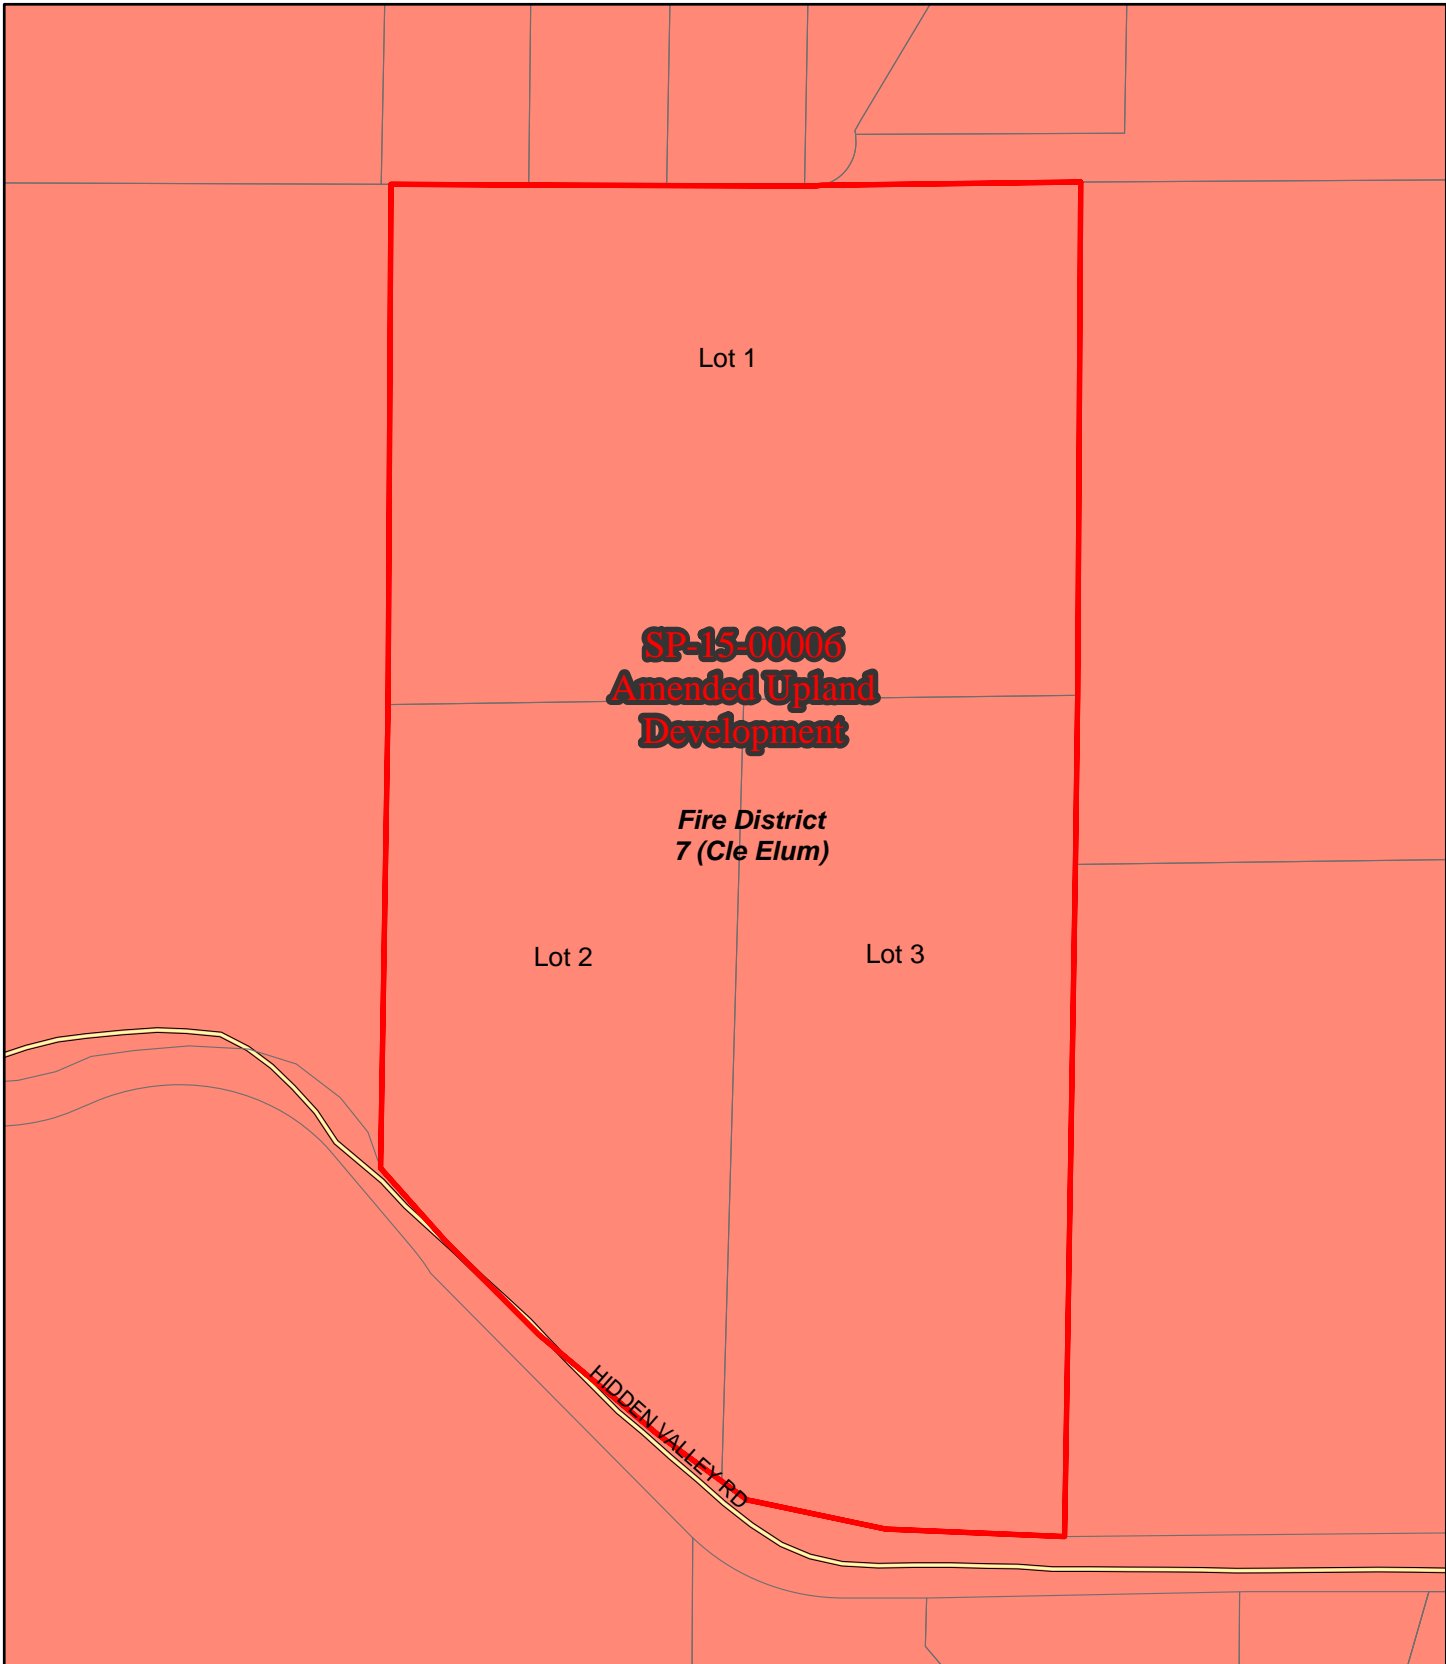 Lot 1
SP-15-00006
Amended Upland
Development
Fire District
7 (Cle Elum)
Lot 2
Lot 3
HIDDEN VALLEY RD